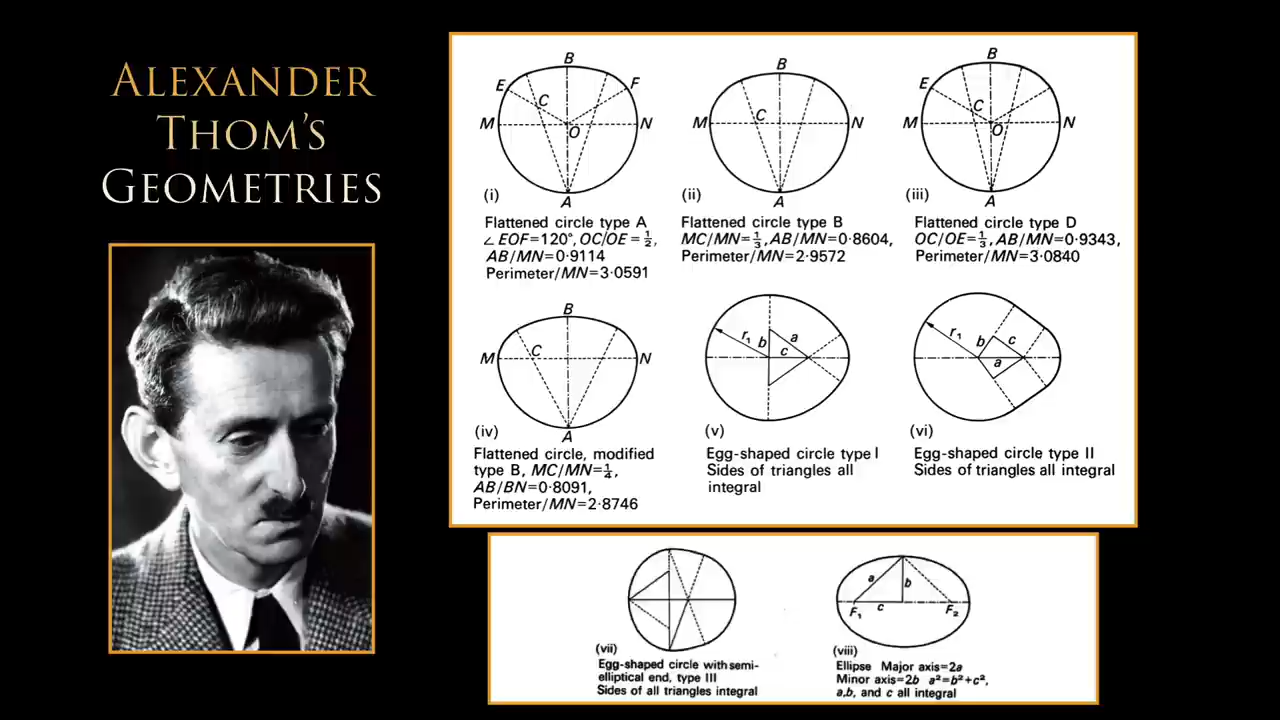 ALEXANDER
THOM'S
GEOMETRIES
B
E
F
C
M
O
N
(i)
A
Flattened circle type A,
∠ EOF=120°, OC/OE=½,
AB/MN=0·9114
Perimeter/MN=3·0591
B
M
C
N
(ii)
A
Flattened circle type B
MC/MN=⅓, AB/MN=0·8604,
Perimeter/MN=2·9572
B
E
C
M
O
N
(iii)
A
Flattened circle type D
OC/OE=⅓, AB/MN=0·9343,
Perimeter/MN=3·0840
B
M
C
N
A
(iv)
Flattened circle, modified
type B, MC/MN=¼,
AB/BN=0·8091,
Perimeter/MN=2·8746
r₁
b
a
c
(v)
Egg-shaped circle type I
Sides of triangles all
integral
r₁
b
c
a
(vi)
Egg-shaped circle type II
Sides of triangles all integral
(vii)
Egg-shaped circle with semi-
elliptical end, type III
Sides of all triangles integral
a
b
F₁
c
F₂
(viii)
Ellipse Major axis=2a
Minor axis=2b a²=b²+c²,
a,b, and c all integral